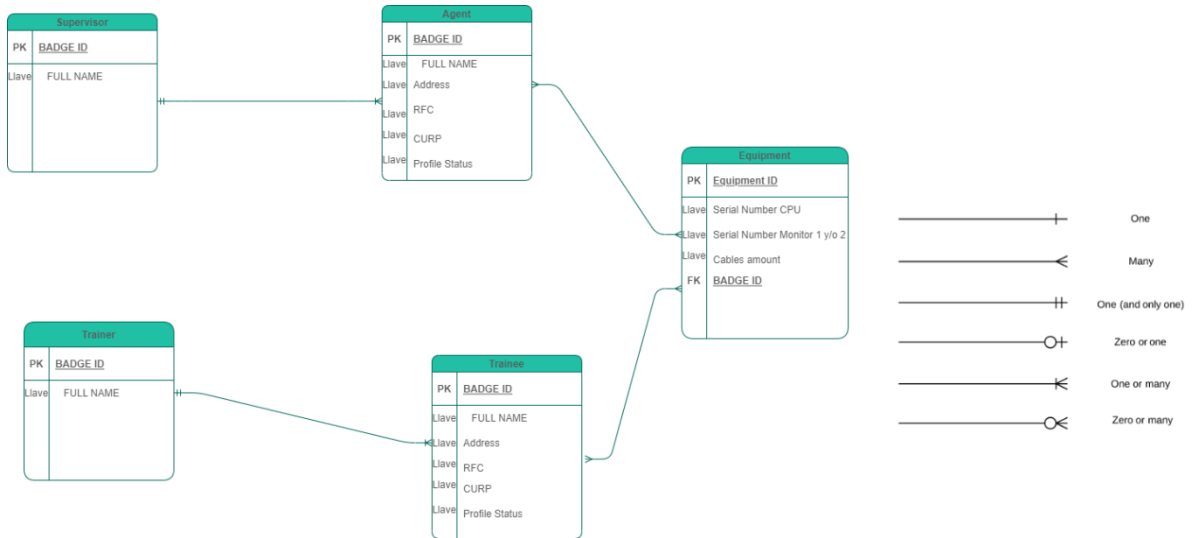 Supervisor
PK BADGE ID
Llave FULL NAME
Agent
PK BADGE ID
Llave FULL NAME
Llave Address
Llave RFC
Llave CURP
Llave Profile Status
Equipment
PK Equipment ID
Llave Serial Number CPU
Llave Serial Number Monitor 1 y/o 2
Llave Cables amount
FK BADGE ID
Trainer
PK BADGE ID
Llave FULL NAME
Trainee
PK BADGE ID
Llave FULL NAME
Llave Address
Llave RFC
Llave CURP
Llave Profile Status
One
Many
One (and only one)
Zero or one
One or many
Zero or many